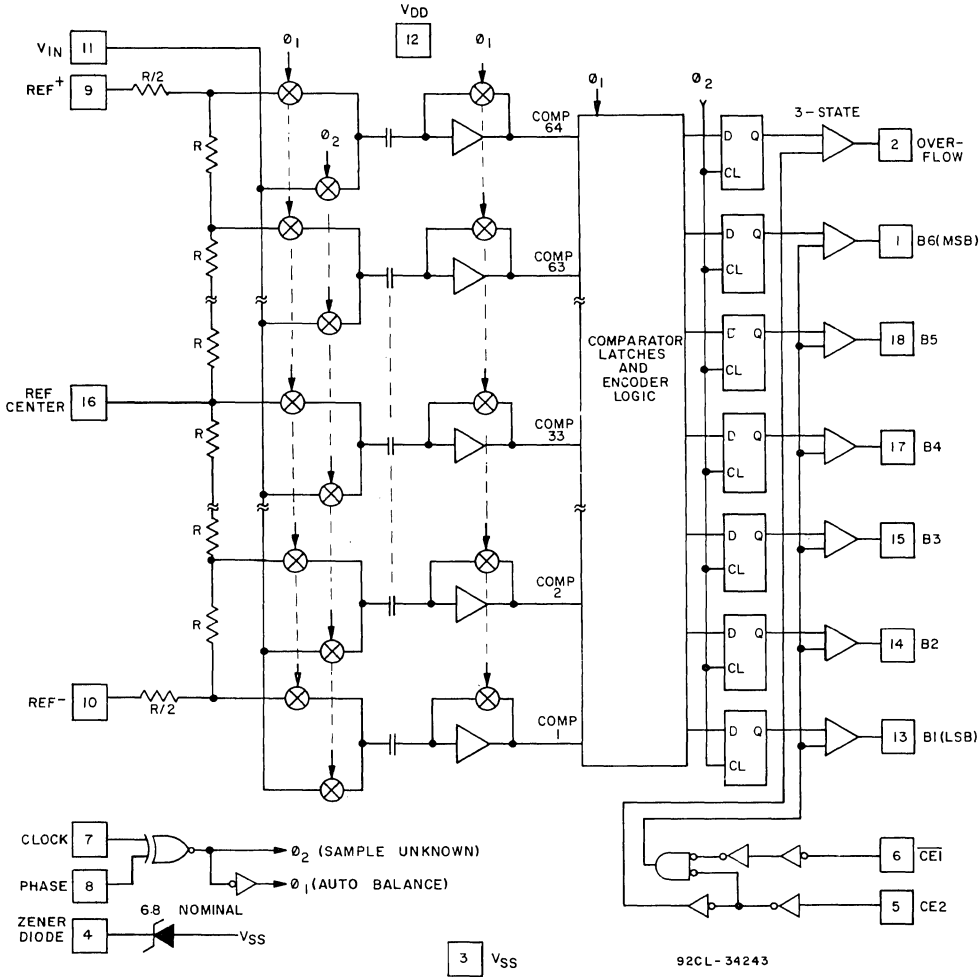 VDD
12
VIN
11
REF+
9
R/2
Ø1
Ø1
Ø2
R
COMP
64
Ø1
Ø2
3-STATE
D
Q
CL
2
OVER-
FLOW
R
COMP
63
D
Q
CL
1
B6(MSB)
R
COMPARATOR
LATCHES
AND
ENCODER
LOGIC
D
Q
CL
18
B5
REF
CENTER
16
R
COMP
33
D
Q
CL
17
B4
R
COMP
2
D
Q
CL
15
B3
R
D
Q
CL
14
B2
REF-
10
R/2
COMP
1
D
Q
CL
13
B1(LSB)
CLOCK
7
PHASE
8
Ø2 (SAMPLE UNKNOWN)
Ø1 (AUTO BALANCE)
6
CE1
5
CE2
ZENER
DIODE
4
6.8 NOMINAL
VSS
3
VSS
92CL-34243